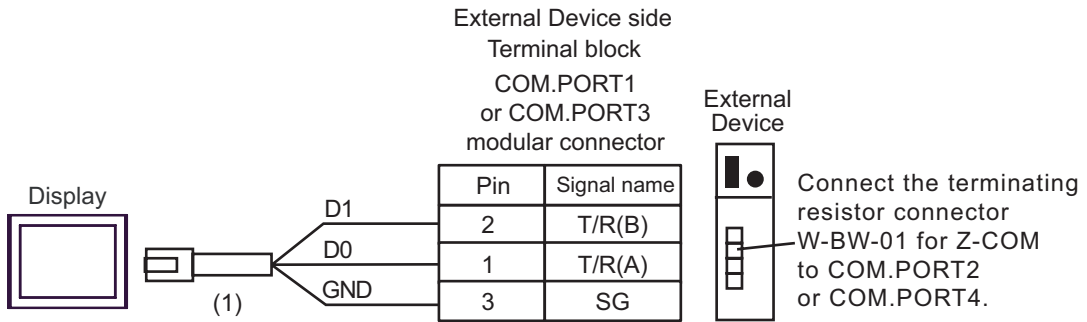 External Device side
Terminal block
COM.PORT1
or COM.PORT3
modular connector
External
Device
Display
(1)
D1
D0
GND
Pin Signal name
2 T/R(B)
1 T/R(A)
3 SG
Connect the terminating
resistor connector
W-BW-01 for Z-COM
to COM.PORT2
or COM.PORT4.